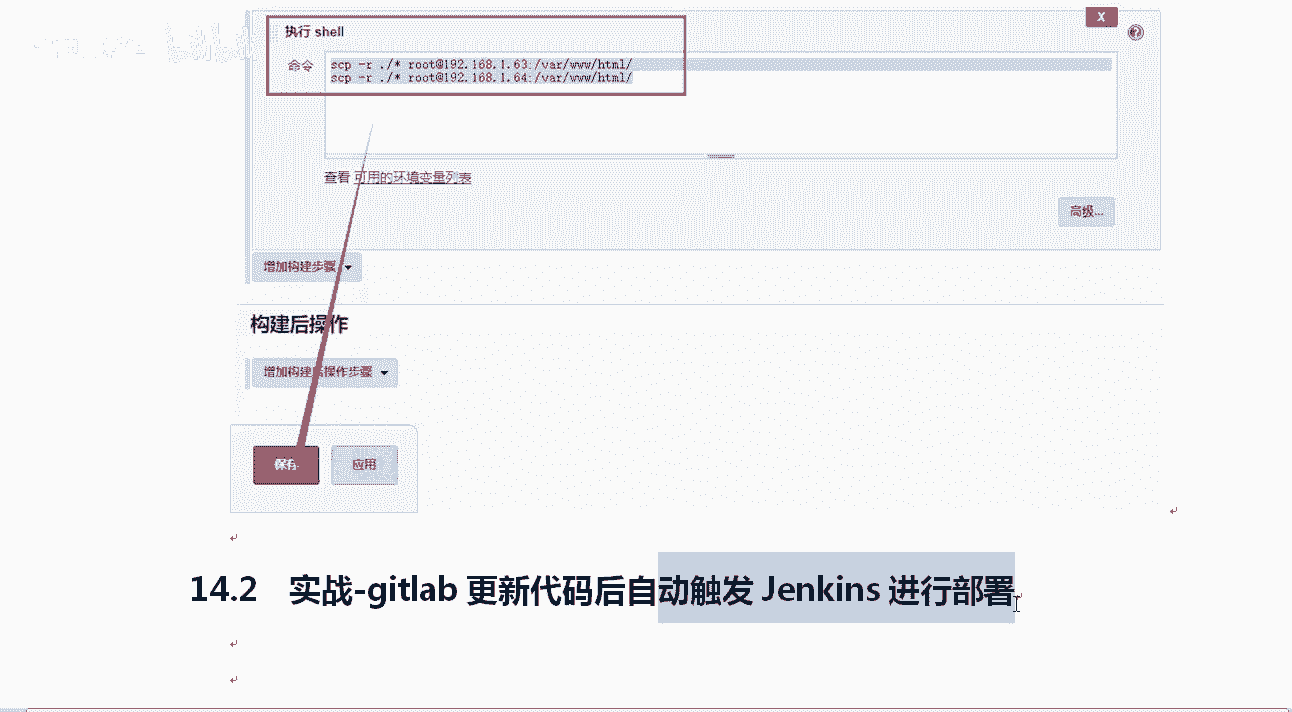 X
执行 shell
命令
scp -r ./* root@192.168.1.63:/var/www/html/
scp -r ./* root@192.168.1.64:/var/www/html/
查看 可用的环境变量列表
高级...
增加构建步骤
构建后操作
增加构建后操作步骤
保存
应用
14.2 实战-gitlab 更新代码后自动触发 Jenkins 进行部署